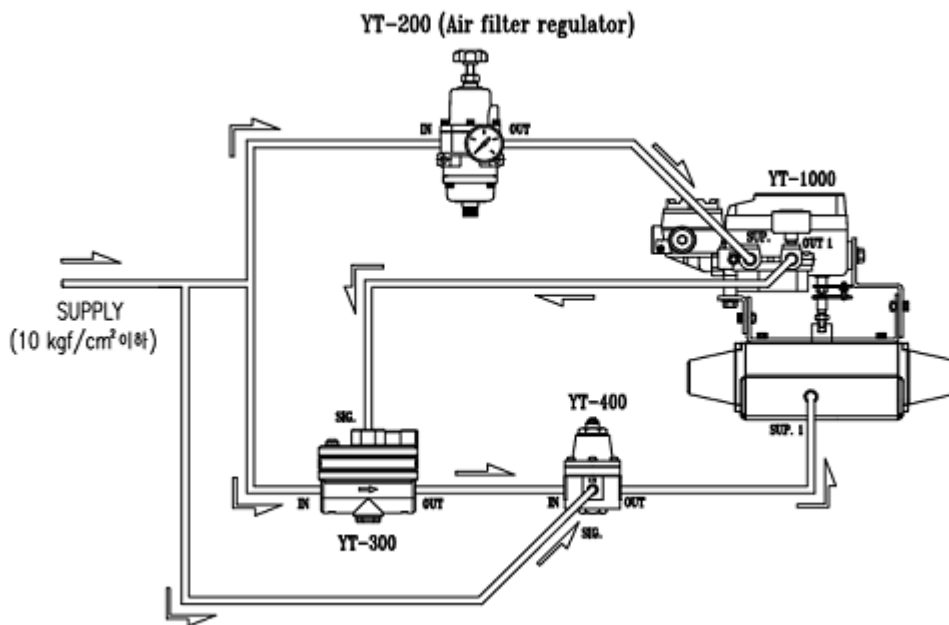 YT-200 (Air filter regulator)
IN
OUT
YT-1000
SUP.
OUT 1
SUPPLY
(10 kgf/cm² 이하)
SIG.
YT-400
SUP. 1
IN
OUT
IN
OUT
YT-300
SIG.